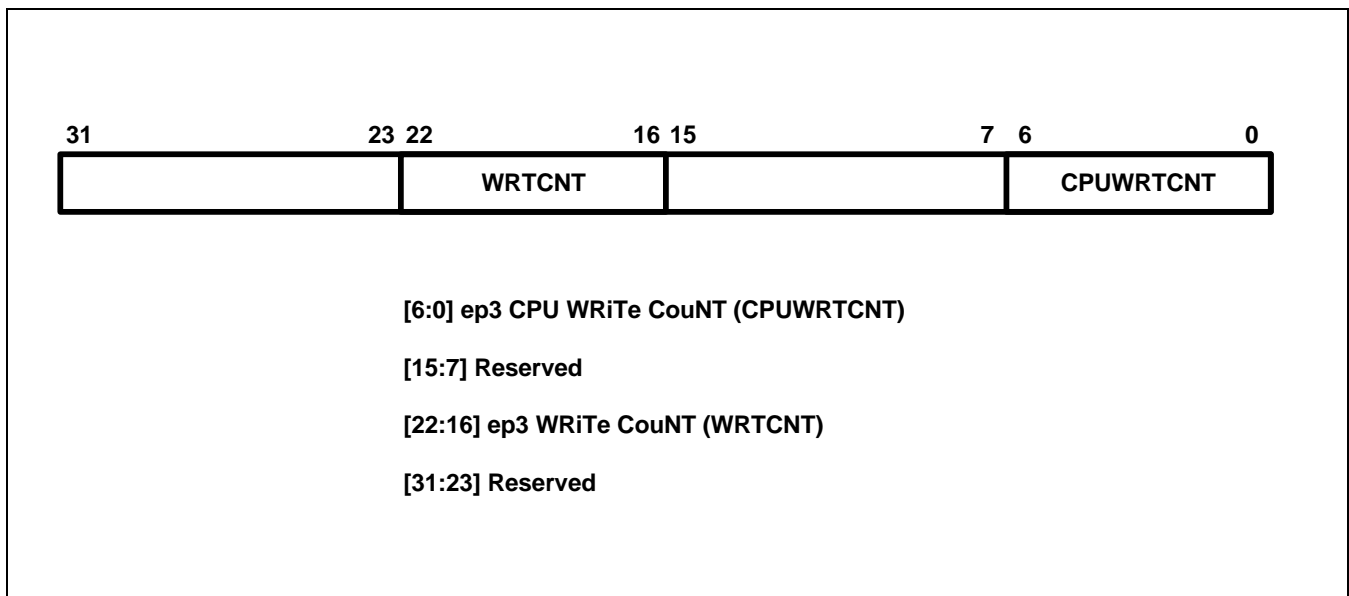 31 23 22 16 15 7 6 0
WRTCNT CPUWRTCNT
[6:0] ep3 CPU WRiTe CouNT (CPUWRTCNT)
[15:7] Reserved
[22:16] ep3 WRiTe CouNT (WRTCNT)
[31:23] Reserved